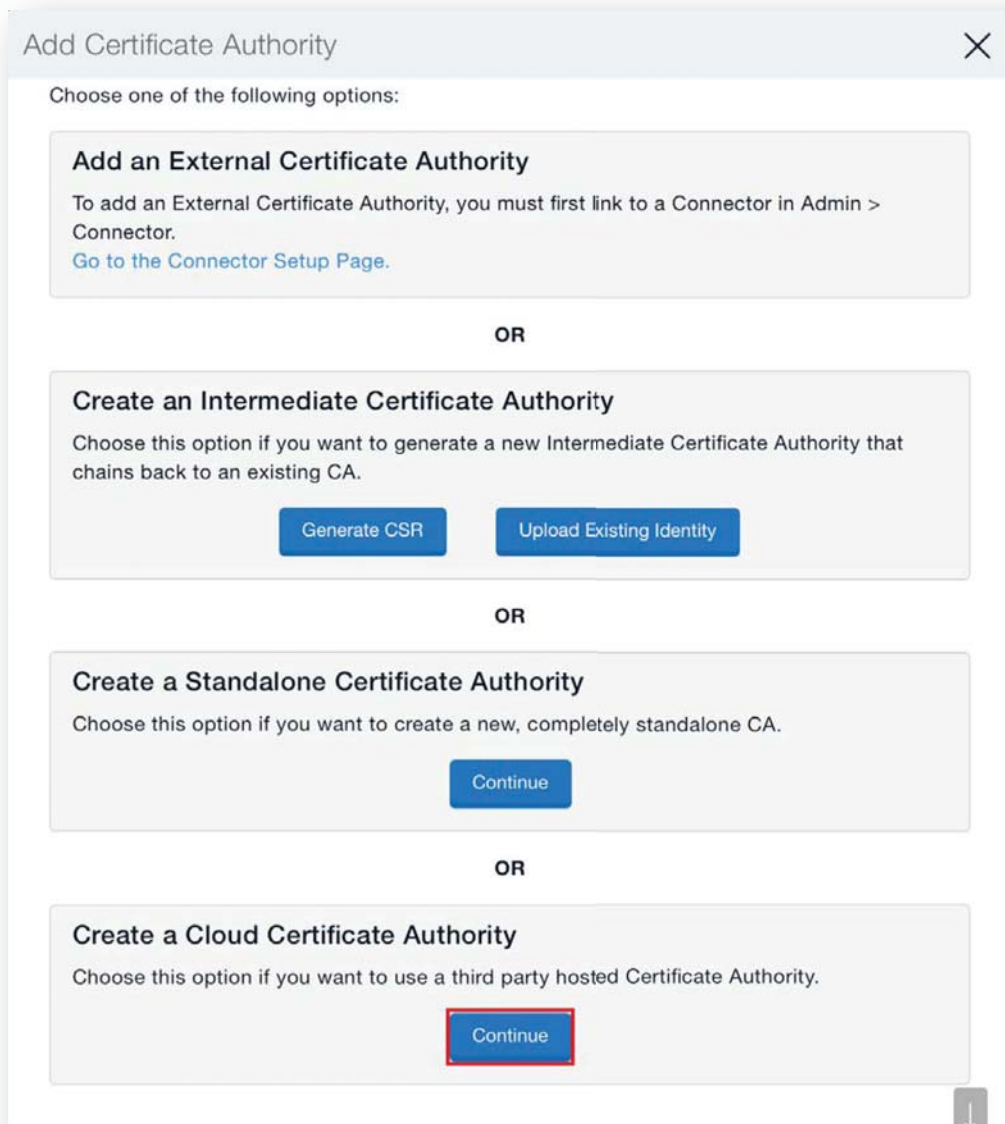 Add Certificate Authority
Choose one of the following options:
Add an External Certificate Authority
To add an External Certificate Authority, you must first link to a Connector in Admin >
Connector.
Go to the Connector Setup Page.
OR
Create an Intermediate Certificate Authority
Choose this option if you want to generate a new Intermediate Certificate Authority that
chains back to an existing CA.
Generate CSR
Upload Existing Identity
OR
Create a Standalone Certificate Authority
Choose this option if you want to create a new, completely standalone CA.
Continue
OR
Create a Cloud Certificate Authority
Choose this option if you want to use a third party hosted Certificate Authority.
Continue